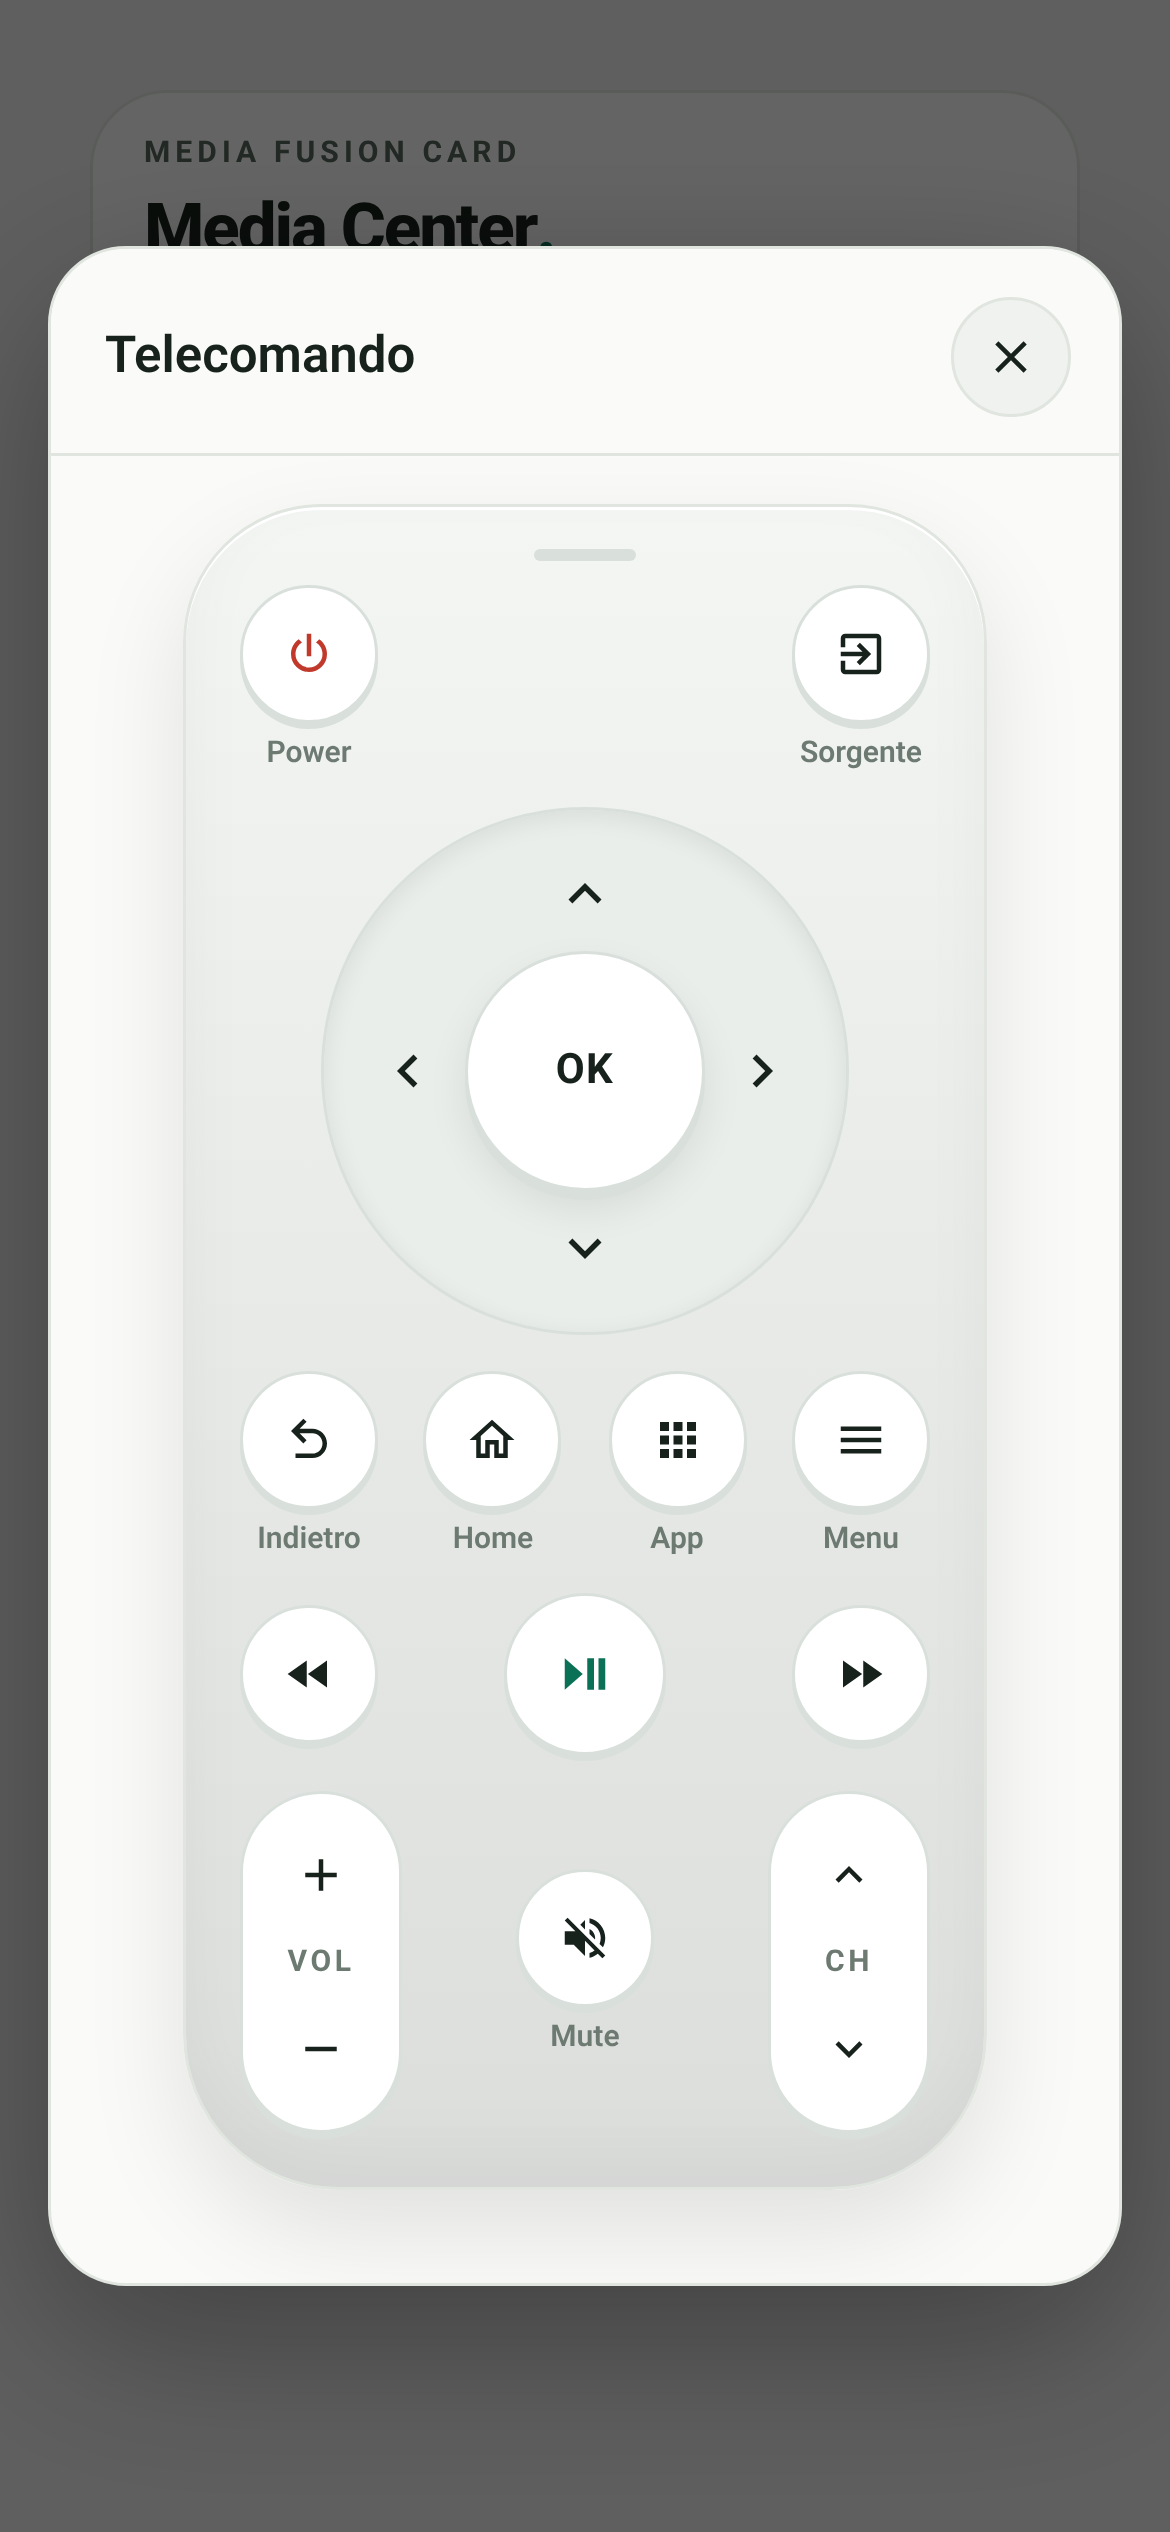 MEDIA FUSION CARD
Media Center.
Telecomando
Power
Sorgente
OK
Indietro
Home
App
Menu
VOL
CH
Mute